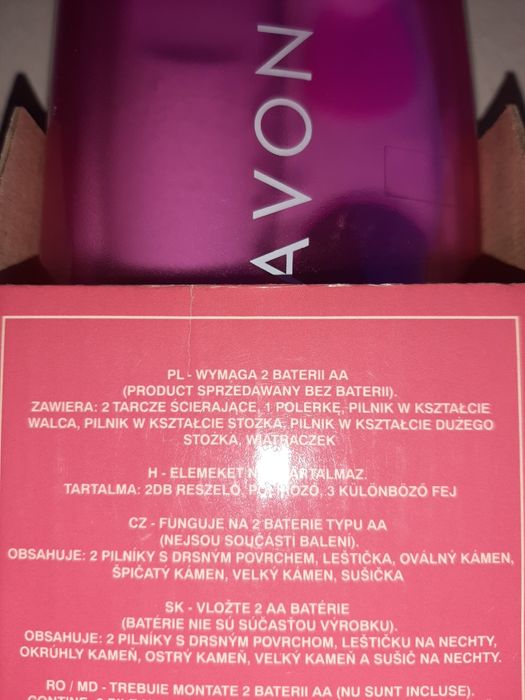 AVON
PL - WYMAGA 2 BATERII AA
(PRODUCT SPRZEDAWANY BEZ BATERII).
ZAWIERA: 2 TARCZE ŚCIERAJĄCE, 1 POLERKĘ, PILNIK W KSZTAŁCIE
WALCA, PILNIK W KSZTAŁCIE STOŻKA, PILNIK W KSZTAŁCIE DUŻEGO
STOŻKA, WIATRACZEK
H - ELEMEKET
TARTALMA: 2DB RESZELŐ, 3 KÜLÖNBÖZŐ FEJ
CZ - FUNGUJE NA 2 BATERIE TYPU AA
(NEJSOU SOUČÁSTÍ BALENÍ).
OBSAHUJE: 2 PILNÍKY S DRSNÝM POVRCHEM, LEŠTIČKA, OVÁLNÝ KÁMEN,
ŠPIČATÝ KÁMEN, VELKÝ KÁMEN, SUŠIČKA
SK - VLOŽTE 2 AA BATÉRIE
(BATÉRIE NIE SÚ SÚČASŤOU VÝROBKU).
OBSAHUJE: 2 PILNÍKY S DRSNÝM POVRCHOM, LEŠTIČKU NA NECHTY,
OKRÚHLY KAMEŇ, OSTRÝ KAMEŇ, VELKÝ KAMEŇ A SUŠIČ NA NECHTY.
RO / MD - TREBUIE MONTATE 2 BATERII AA (NU SUNT INCLUSE).